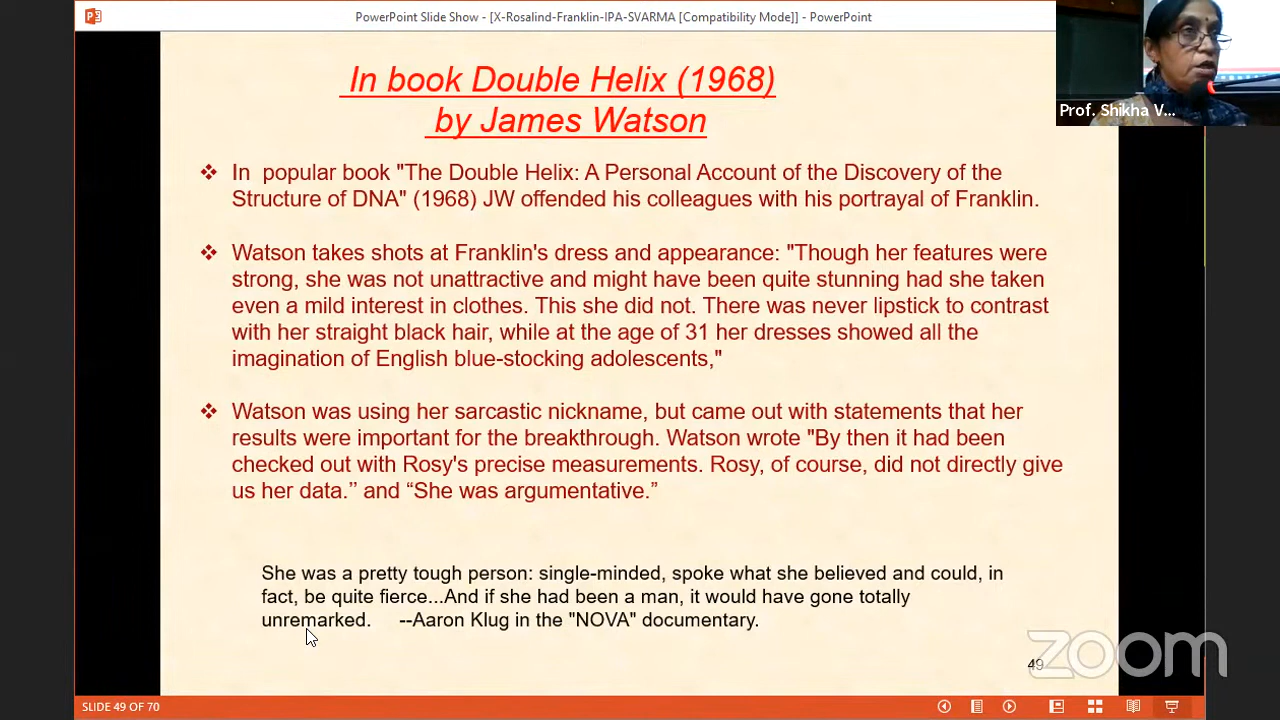 PowerPoint Slide Show - [X-Rosalind-Franklin-IPA-SVARMA [Compatibility Mode]] - PowerPoint
Prof. Shikha V...
In book Double Helix (1968)
by James Watson
In  popular book "The Double Helix: A Personal Account of the Discovery of the
Structure of DNA" (1968) JW offended his colleagues with his portrayal of Franklin.
Watson takes shots at Franklin's dress and appearance: "Though her features were
strong, she was not unattractive and might have been quite stunning had she taken
even a mild interest in clothes. This she did not. There was never lipstick to contrast
with her straight black hair, while at the age of 31 her dresses showed all the
imagination of English blue-stocking adolescents,"
Watson was using her sarcastic nickname, but came out with statements that her
results were important for the breakthrough. Watson wrote "By then it had been
checked out with Rosy's precise measurements. Rosy, of course, did not directly give
us her data.’’ and “She was argumentative.”
She was a pretty tough person: single-minded, spoke what she believed and could, in
fact, be quite fierce...And if she had been a man, it would have gone totally
unremarked.     --Aaron Klug in the "NOVA" documentary.
49
zoom
SLIDE 49 OF 70